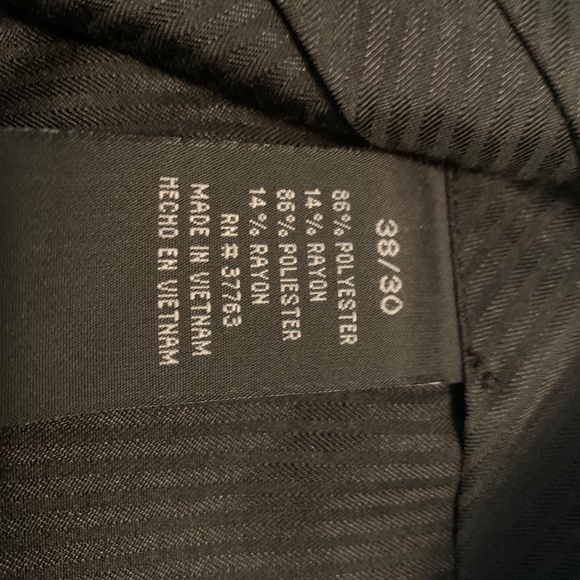 38/30
86% POLYESTER
14% RAYON
86% POLIESTER
14% RAYON
RN # 37763
MADE IN VIETNAM
HECHO EN VIETNAM